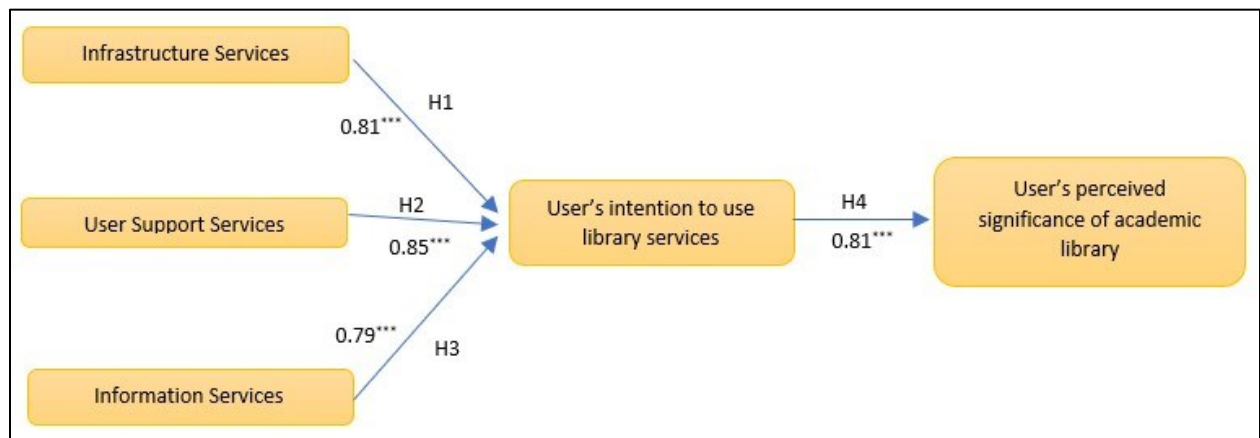 Infrastructure Services
H1
0.81***
User Support Services
H2
0.85***
0.79***
H3
Information Services
User's intention to use
library services
H4
0.81***
User's perceived
significance of academic
library